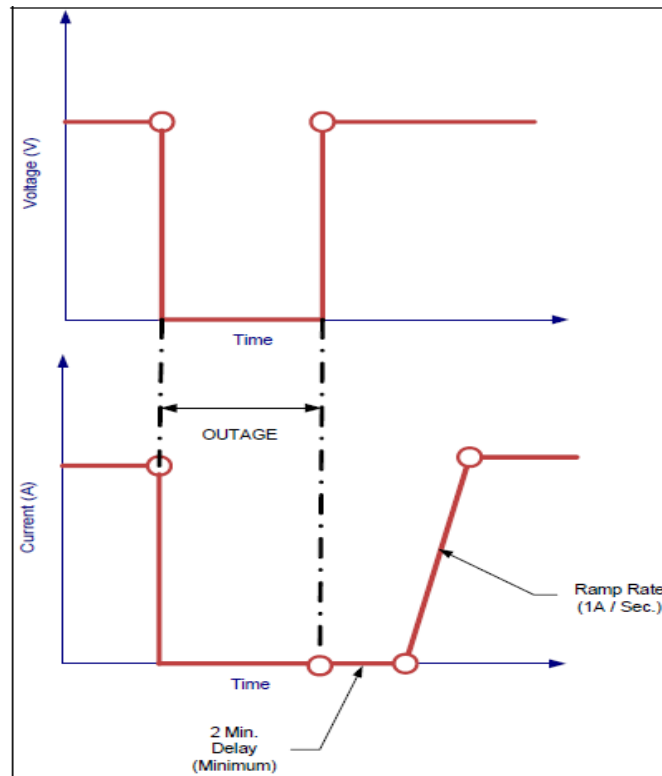 Voltage (V)
Time
OUTAGE
Current (A)
Ramp Rate
(1A / Sec.)
Time
2 Min.
Delay
(Minimum)